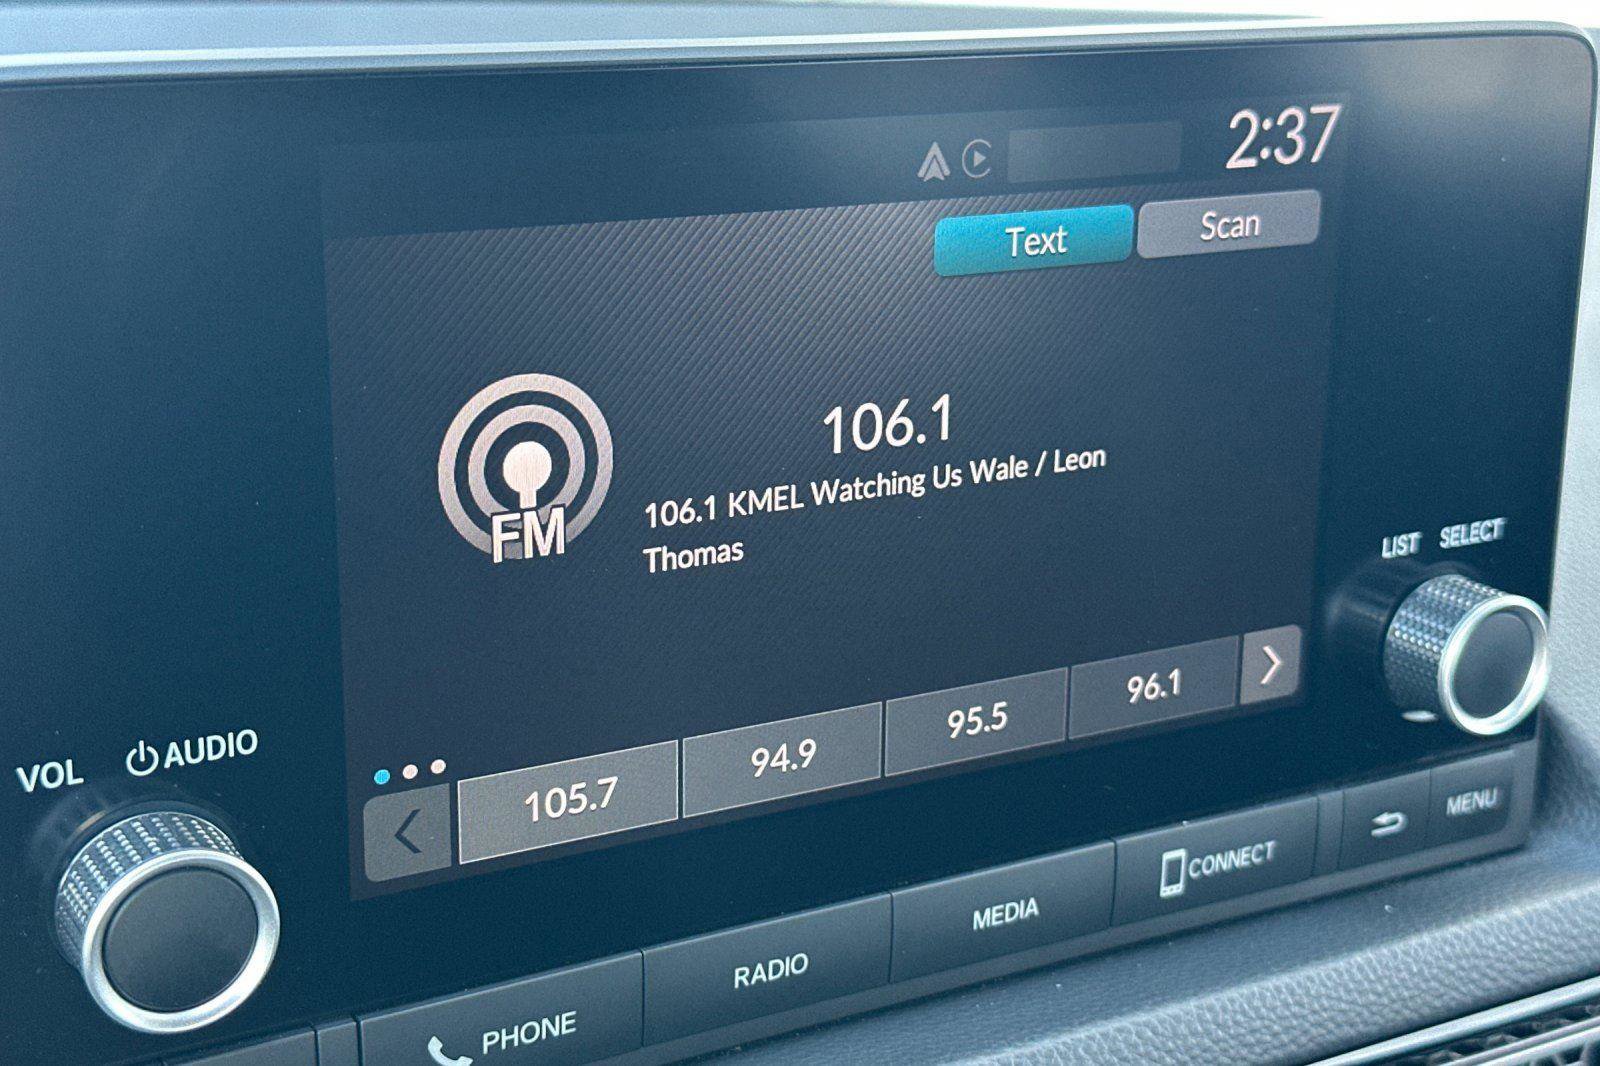 2:37
Text
Scan
FM
106.1
106.1 KMEL Watching Us Wale / Leon
Thomas
LIST SELECT
VOL AUDIO
105.7
94.9
95.5
96.1
PHONE
RADIO
MEDIA
CONNECT
MENU